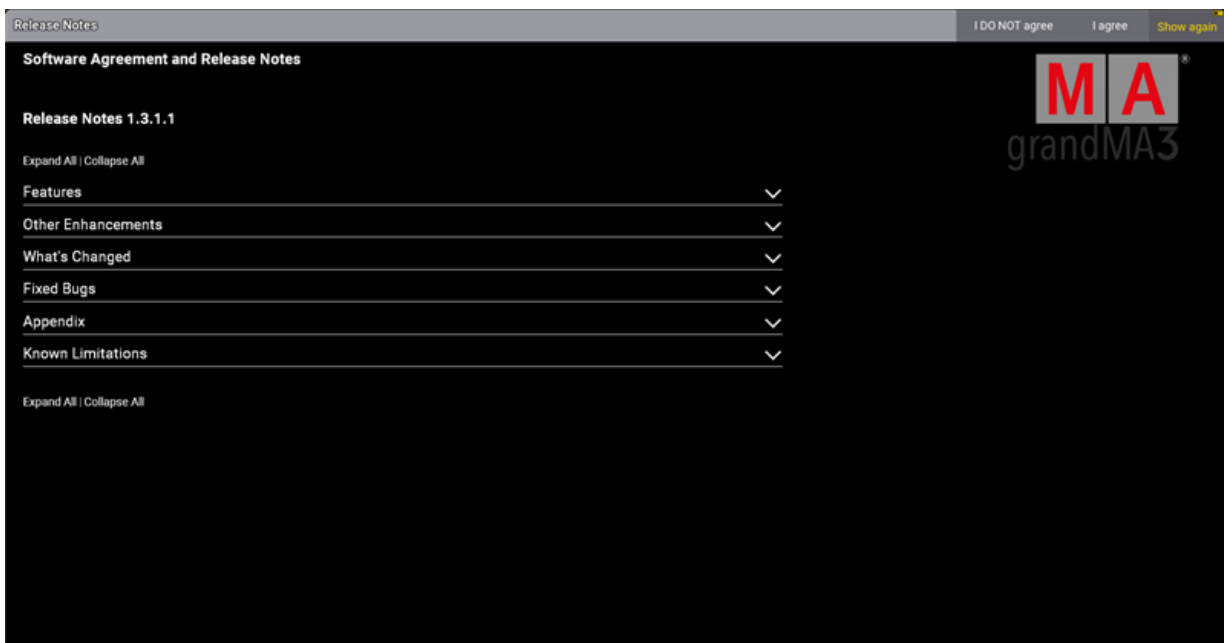 Release Notes
I DO NOT agree
I agree
Show again
Software Agreement and Release Notes
MA®
grandMA3
Release Notes 1.3.1.1
Expand All | Collapse All
Features
Other Enhancements
What's Changed
Fixed Bugs
Appendix
Known Limitations
Expand All | Collapse All